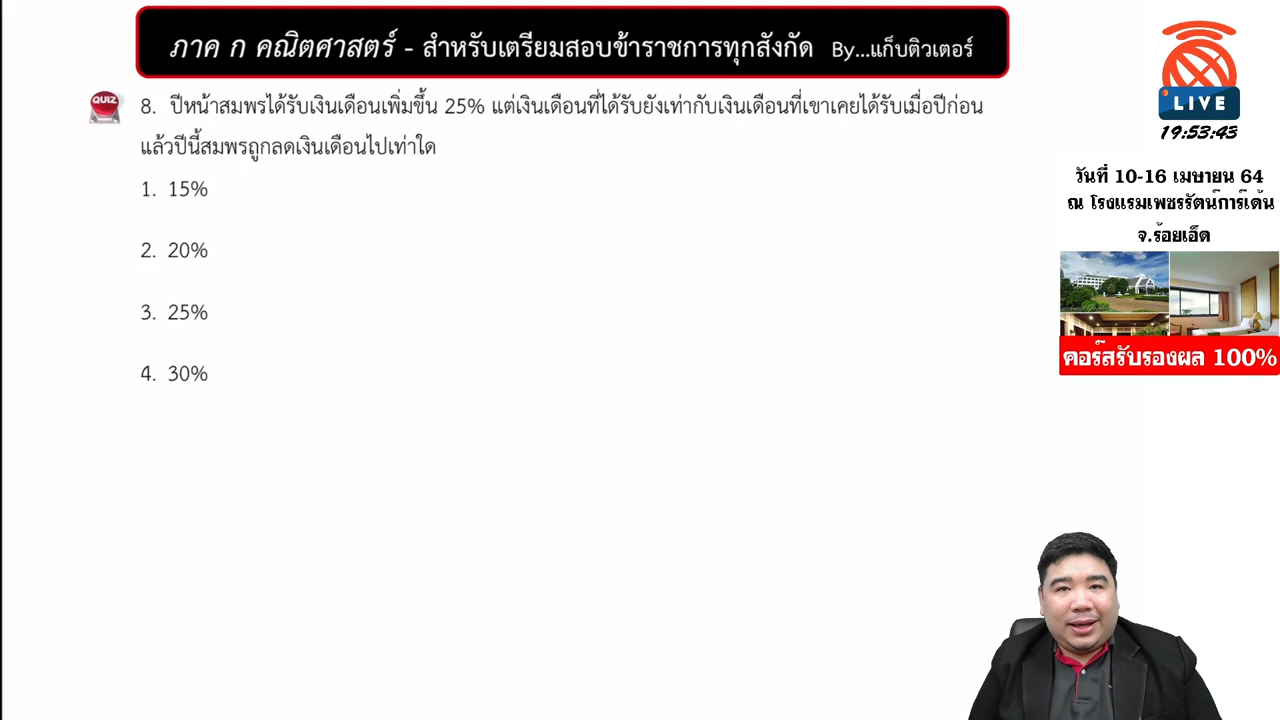 ภาค ก คณิตศาสตร์ - สำหรับเตรียมสอบข้าราชการทุกสังกัด By...แก็บติวเตอร์
QUIZ
8. ปีหน้าสมพรได้รับเงินเดือนเพิ่มขึ้น 25% แต่เงินเดือนที่ได้รับยังเท่ากับเงินเดือนที่เขาเคยได้รับเมื่อปีก่อน
แล้วปีนี้สมพรถูกลดเงินเดือนไปเท่าใด
1. 15%
2. 20%
3. 25%
4. 30%
LIVE
19:53:43
วันที่ 10-16 เมษายน 64
ณ โรงแรมเพชรรัตน์การ์เด้น
จ.ร้อยเอ็ด
คอร์สรับรองผล 100%